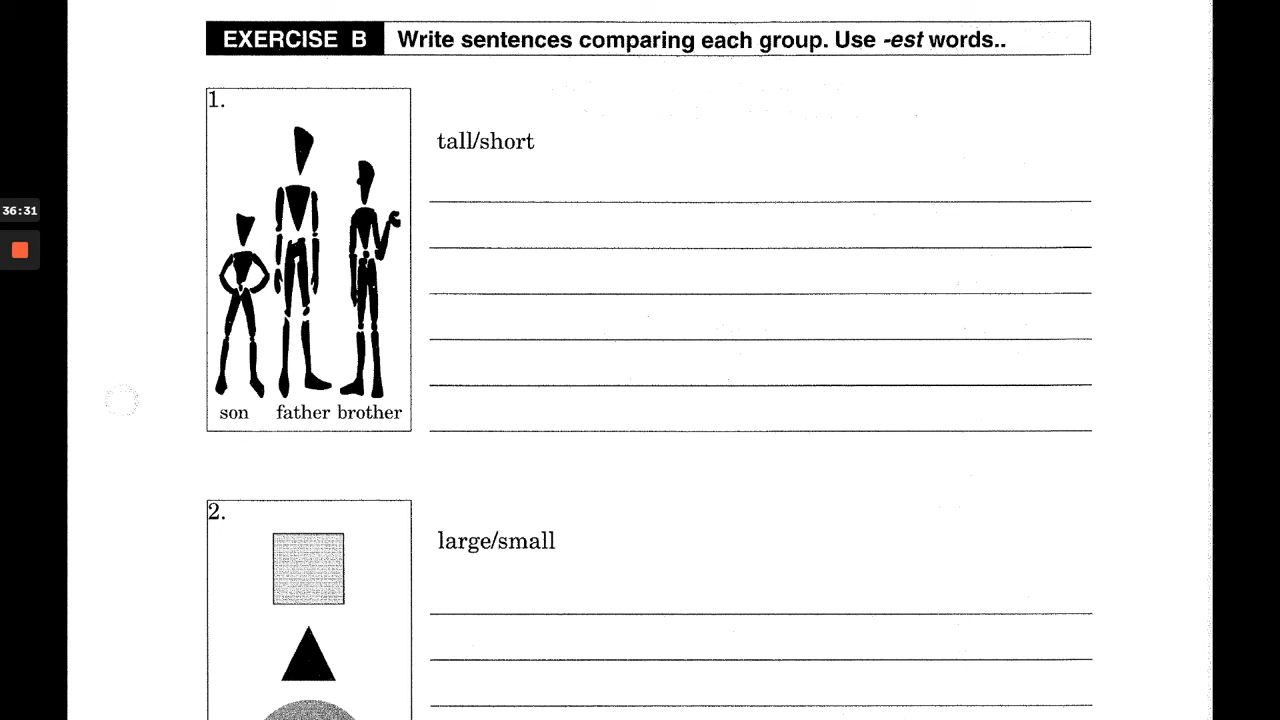 36:31
EXERCISE B Write sentences comparing each group. Use -est words..
1.
tall/short
son father brother
2.
large/small